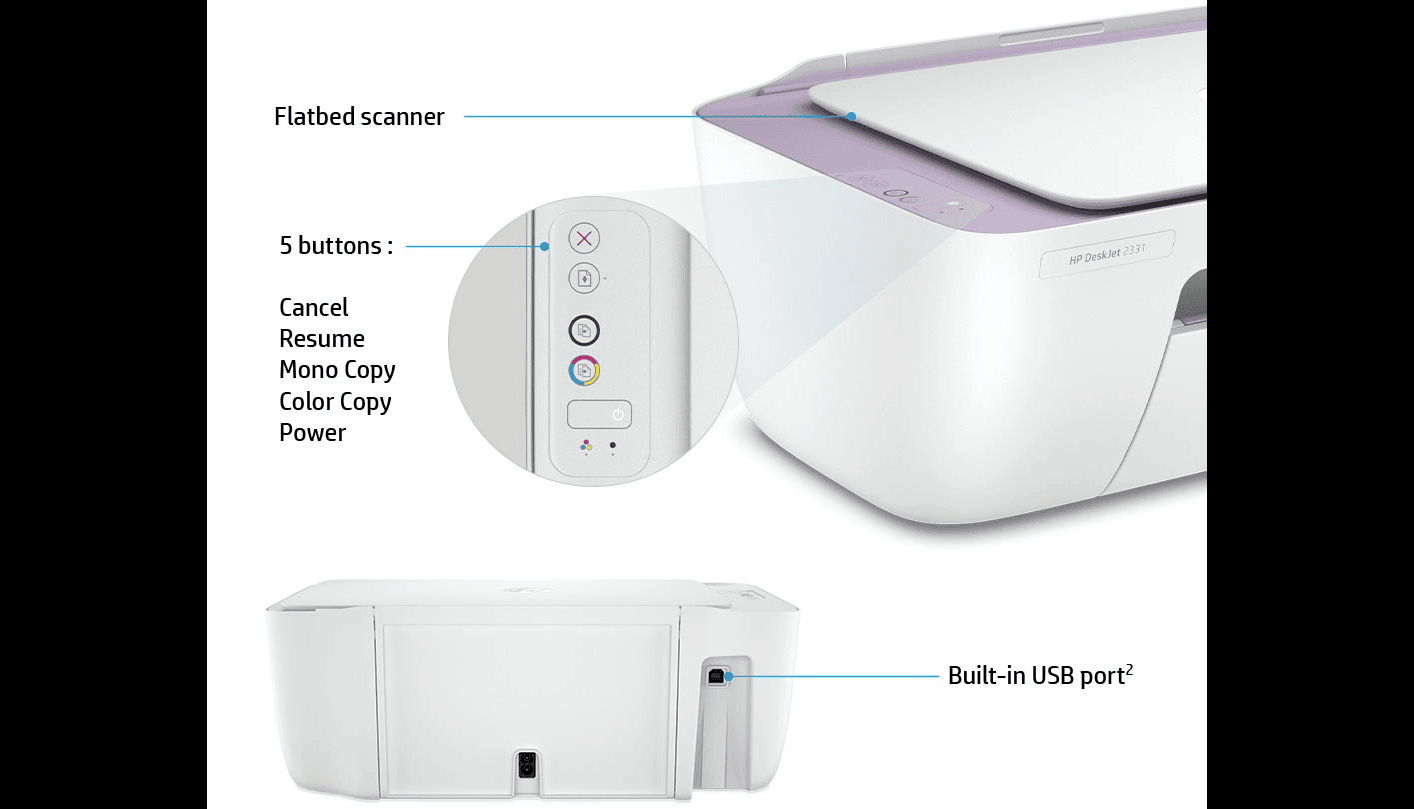 Flatbed scanner
5 buttons :
Cancel
Resume
Mono Copy
Color Copy
Power
HP DeskJet 2331
Built-in USB port²